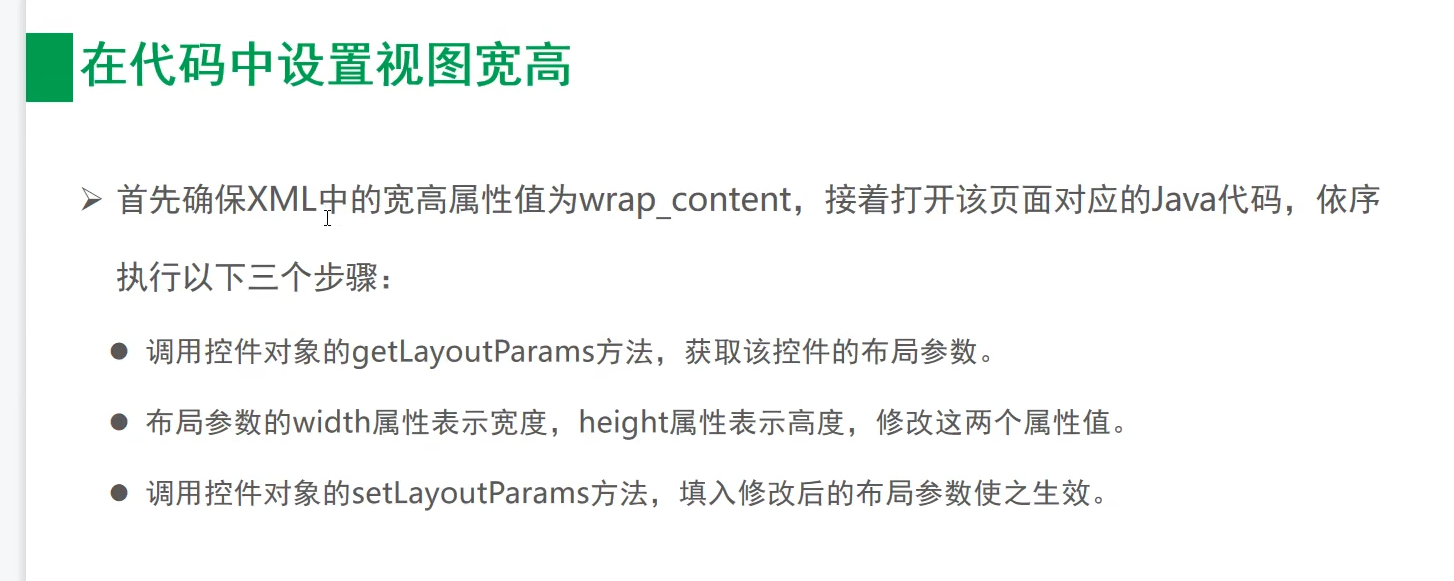 在代码中设置视图宽高
首先确保XML中的宽高属性值为wrap_content，接着打开该页面对应的Java代码，依序
执行以下三个步骤：
调用控件对象的getLayoutParams方法，获取该控件的布局参数。
布局参数的width属性表示宽度，height属性表示高度，修改这两个属性值。
调用控件对象的setLayoutParams方法，填入修改后的布局参数使之生效。